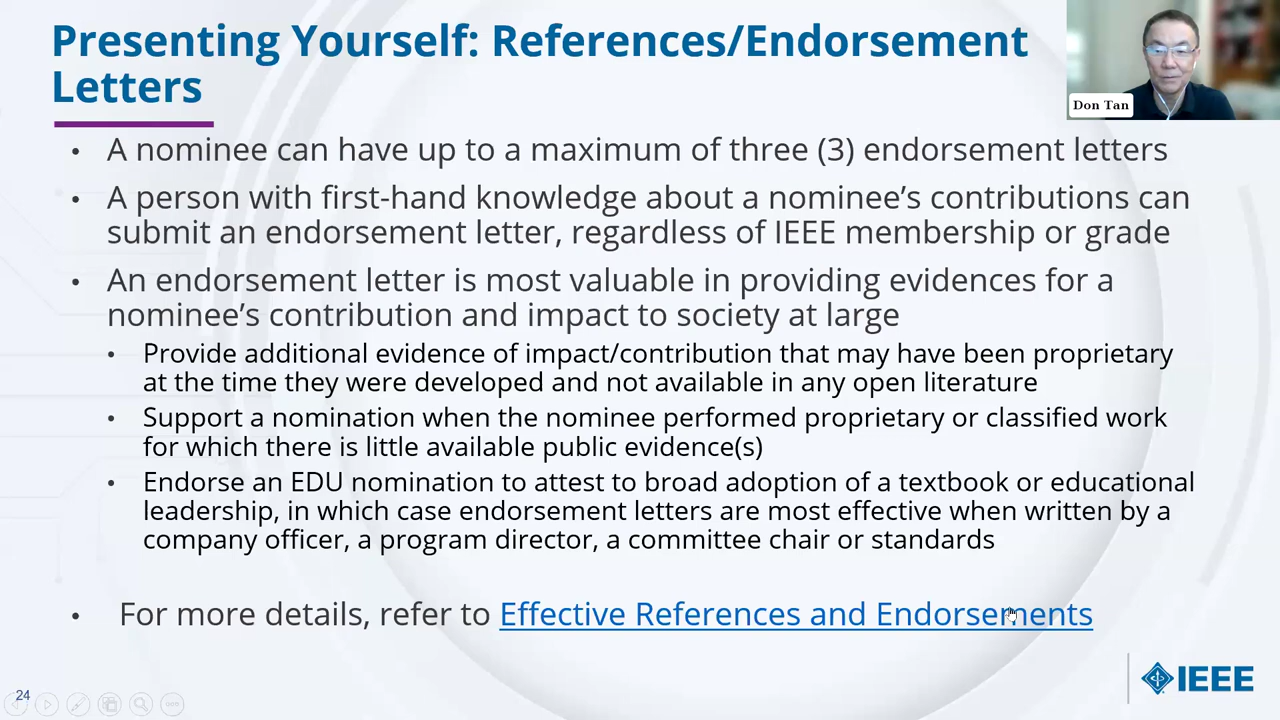 Presenting Yourself: References/Endorsement
Letters
Don Tan
• A nominee can have up to a maximum of three (3) endorsement letters
• A person with first-hand knowledge about a nominee’s contributions can
submit an endorsement letter, regardless of IEEE membership or grade
• An endorsement letter is most valuable in providing evidences for a
nominee’s contribution and impact to society at large
• Provide additional evidence of impact/contribution that may have been proprietary
at the time they were developed and not available in any open literature
• Support a nomination when the nominee performed proprietary or classified work
for which there is little available public evidence(s)
• Endorse an EDU nomination to attest to broad adoption of a textbook or educational
leadership, in which case endorsement letters are most effective when written by a
company officer, a program director, a committee chair or standards
• For more details, refer to Effective References and Endorsements
24
IEEE